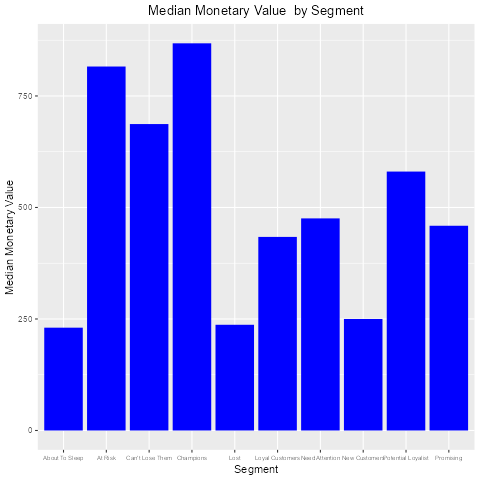 Median Monetary Value  by Segment
Median Monetary Value
750
500
250
0
About To Sleep At Risk Can't Lose Them Champions Lost Loyal Customers Need Attention New Customers Potential Loyalist Promising
Segment